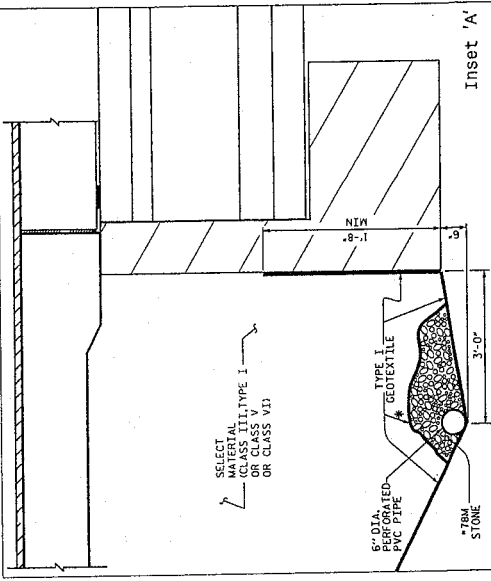 SELECT
MATERIAL
(CLASS III,TYPE I
OR CLASS V
OR CLASS VI)
1'-8"
MIN
6"
TYPE I
GEOTEXTILE
*
6" DIA.
PERFORATED
PVC PIPE
*78M
STONE
3'-0"
Inset 'A'